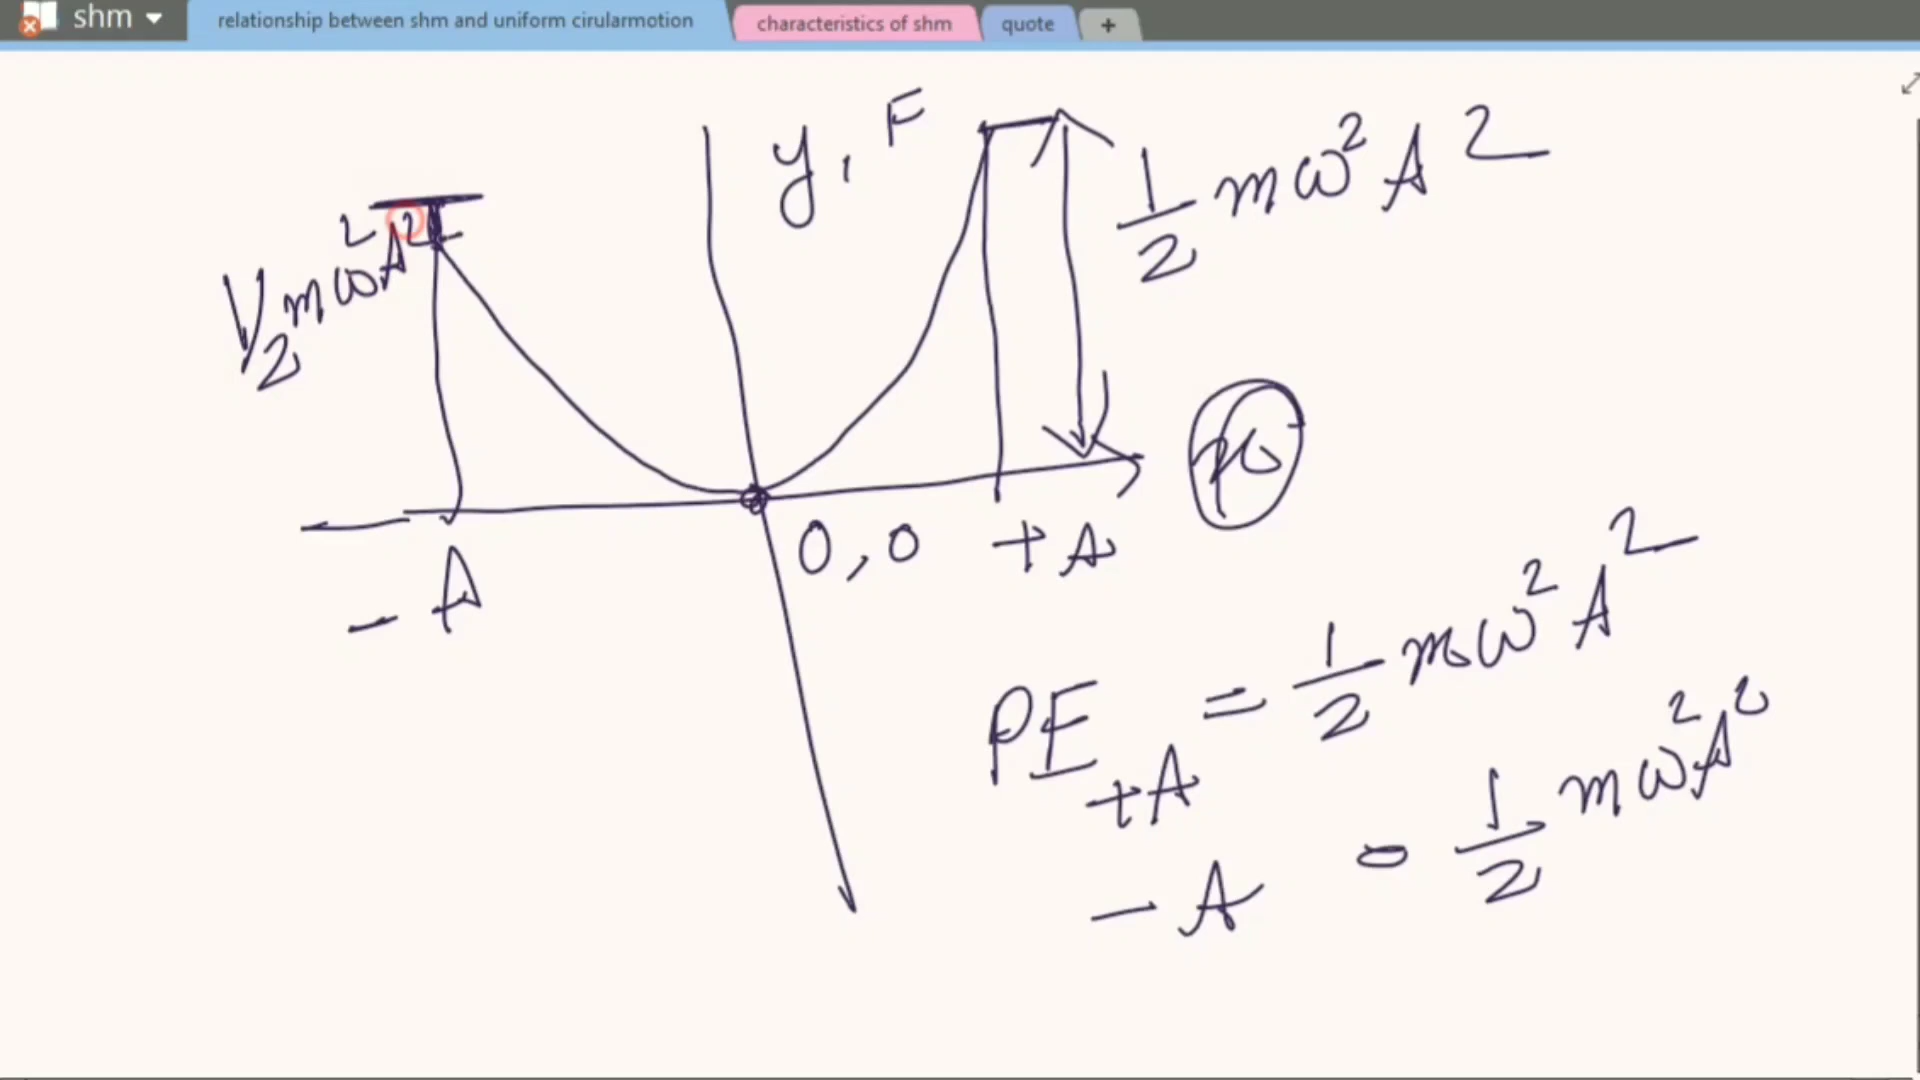 shm
relationship between shm and uniform cirularmotion
characteristics of shm
quote
+
y, F
1/2 mω²A²
1/2 mω²A²
0,0
+A
-A
PE+A = 1/2 mω²A²
-A = 1/2 mω²A²